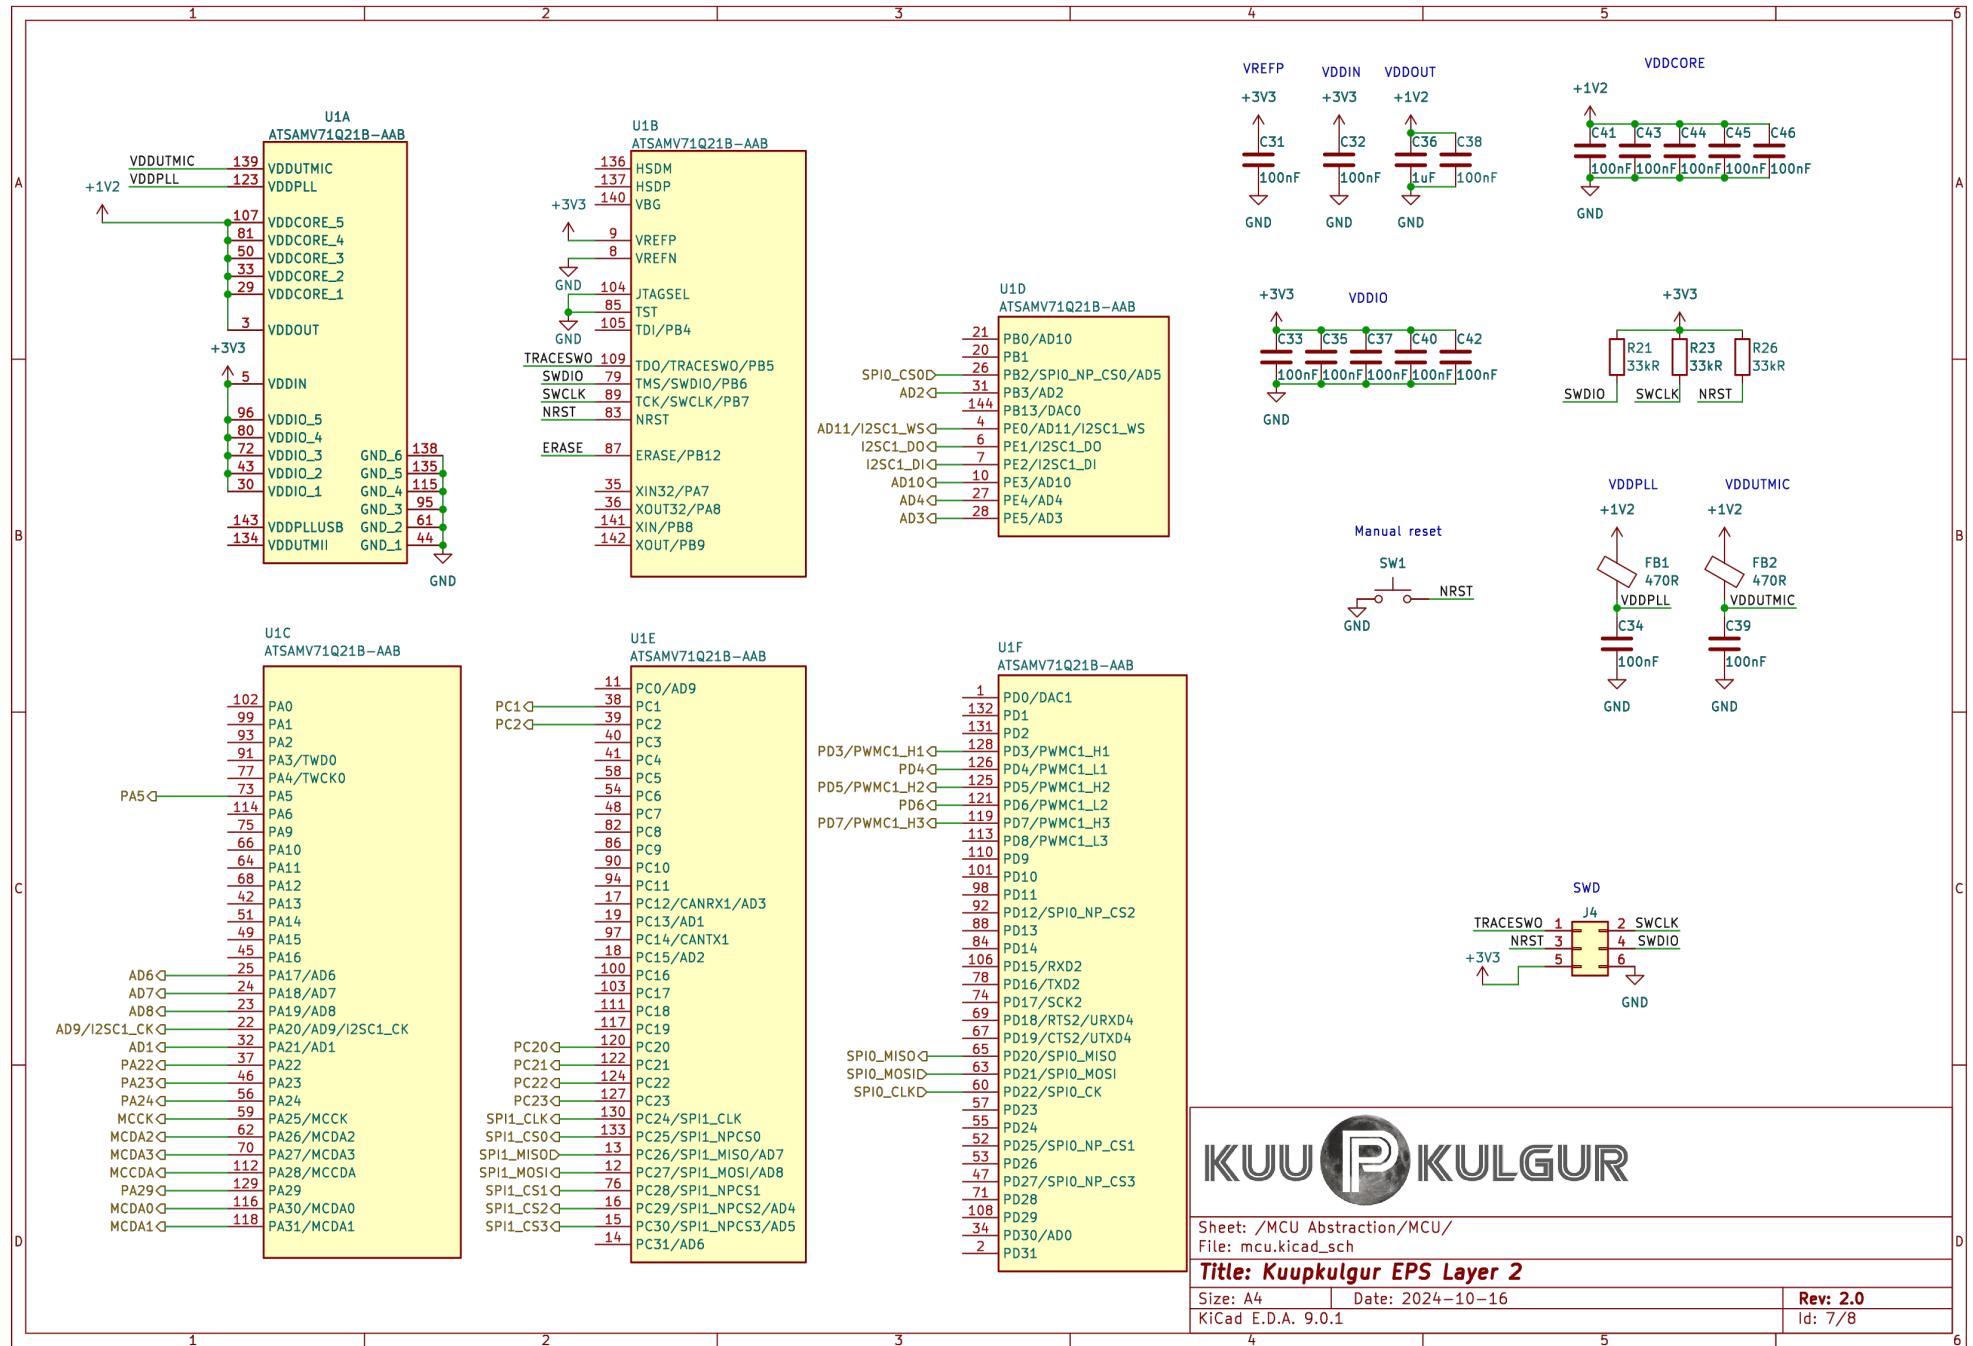 1 2 3 4 5 6
A
B
C
D
U1A
ATSAMV71Q21B-AAB
VDDUTMIC 139 VDDUTMIC
VDDPLL 123 VDDPLL
+1V2
107 VDDCORE_5
81 VDDCORE_4
50 VDDCORE_3
33 VDDCORE_2
29 VDDCORE_1
3 VDDOUT
+3V3
5 VDDIN
96 VDDIO_5
80 VDDIO_4
72 VDDIO_3 GND_6 138
43 VDDIO_2 GND_5 135
30 VDDIO_1 GND_4 115
GND_3 95
143 VDDPLLUSB GND_2 61
134 VDDUTMII GND_1 44
GND
U1B
ATSAMV71Q21B-AAB
136 HSDM
137 HSDP
140 VBG
+3V3
9 VREFP
8 VREFN
GND
104 JTAGSEL
85 TST
GND
105 TDI/PB4
TRACESWO 109 TDO/TRACESWO/PB5
SWDIO 79 TMS/SWDIO/PB6
SWCLK 89 TCK/SWCLK/PB7
NRST 83 NRST
ERASE 87 ERASE/PB12
35 XIN32/PA7
36 XOUT32/PA8
141 XIN/PB8
142 XOUT/PB9
U1D
ATSAMV71Q21B-AAB
21 PB0/AD10
20 PB1
SPI0_CS0 26 PB2/SPI0_NP_CS0/AD5
AD2 31 PB3/AD2
144 PB13/DAC0
AD11/I2SC1_WS 4 PE0/AD11/I2SC1_WS
I2SC1_DO 6 PE1/I2SC1_DO
I2SC1_DI 7 PE2/I2SC1_DI
AD10 10 PE3/AD10
AD4 27 PE4/AD4
AD3 28 PE5/AD3
VREFP
+3V3
C31
100nF
GND
VDDIN
+3V3
C32
100nF
GND
VDDOUT
+1V2
C36 C38
1uF 100nF
GND
VDDCORE
+1V2
C41 C43 C44 C45 C46
100nF 100nF 100nF 100nF 100nF
GND
+3V3 VDDIO
C33 C35 C37 C40 C42
100nF 100nF 100nF 100nF 100nF
GND
+3V3
R21 R23 R26
33kR 33kR 33kR
SWDIO SWCLK NRST
Manual reset
SW1
NRST
GND
VDDPLL
+1V2
FB1
470R
VDDPLL
C34
100nF
GND
VDDUTMIC
+1V2
FB2
470R
VDDUTMIC
C39
100nF
GND
U1C
ATSAMV71Q21B-AAB
102 PA0
99 PA1
93 PA2
91 PA3/TWD0
77 PA4/TWCK0
PA5 73 PA5
114 PA6
75 PA9
66 PA10
64 PA11
68 PA12
42 PA13
51 PA14
49 PA15
45 PA16
AD6 25 PA17/AD6
AD7 24 PA18/AD7
AD8 23 PA19/AD8
AD9/I2SC1_CK 22 PA20/AD9/I2SC1_CK
AD1 32 PA21/AD1
PA22 37 PA22
PA23 46 PA23
PA24 56 PA24
MCCK 59 PA25/MCCK
MCDA2 62 PA26/MCDA2
MCDA3 70 PA27/MCDA3
MCCDA 112 PA28/MCCDA
PA29 129 PA29
MCDA0 116 PA30/MCDA0
MCDA1 118 PA31/MCDA1
U1E
ATSAMV71Q21B-AAB
11 PC0/AD9
PC1 38 PC1
PC2 39 PC2
40 PC3
41 PC4
58 PC5
54 PC6
48 PC7
82 PC8
86 PC9
90 PC10
94 PC11
17 PC12/CANRX1/AD3
19 PC13/AD1
97 PC14/CANTX1
18 PC15/AD2
100 PC16
103 PC17
111 PC18
117 PC19
PC20 120 PC20
PC21 122 PC21
PC22 124 PC22
PC23 127 PC23
SPI1_CLK 130 PC24/SPI1_CLK
SPI1_CS0 133 PC25/SPI1_NPCS0
SPI1_MISO 13 PC26/SPI1_MISO/AD7
SPI1_MOSI 12 PC27/SPI1_MOSI/AD8
SPI1_CS1 76 PC28/SPI1_NPCS1
SPI1_CS2 16 PC29/SPI1_NPCS2/AD4
SPI1_CS3 15 PC30/SPI1_NPCS3/AD5
14 PC31/AD6
U1F
ATSAMV71Q21B-AAB
1 PD0/DAC1
132 PD1
131 PD2
PD3/PWMC1_H1 128 PD3/PWMC1_H1
PD4 126 PD4/PWMC1_L1
PD5/PWMC1_H2 125 PD5/PWMC1_H2
PD6 121 PD6/PWMC1_L2
PD7/PWMC1_H3 119 PD7/PWMC1_H3
113 PD8/PWMC1_L3
110 PD9
101 PD10
98 PD11
92 PD12/SPI0_NP_CS2
88 PD13
84 PD14
106 PD15/RXD2
78 PD16/TXD2
74 PD17/SCK2
69 PD18/RTS2/URXD4
67 PD19/CTS2/UTXD4
SPI0_MISO 65 PD20/SPI0_MISO
SPI0_MOSI 63 PD21/SPI0_MOSI
SPI0_CLK 60 PD22/SPI0_CK
57 PD23
55 PD24
52 PD25/SPI0_NP_CS1
53 PD26
47 PD27/SPI0_NP_CS3
71 PD28
108 PD29
34 PD30/AD0
2 PD31
SWD
J4
TRACESWO 1 2 SWCLK
NRST 3 4 SWDIO
+3V3 5 6
GND
KUUPKULGUR
Sheet: /MCU Abstraction/MCU/
File: mcu.kicad_sch
Title: Kuupkulgur EPS Layer 2
Size: A4 Date: 2024-10-16 Rev: 2.0
KiCad E.D.A. 9.0.1 Id: 7/8
A
B
C
D
1 2 3 4 5 6